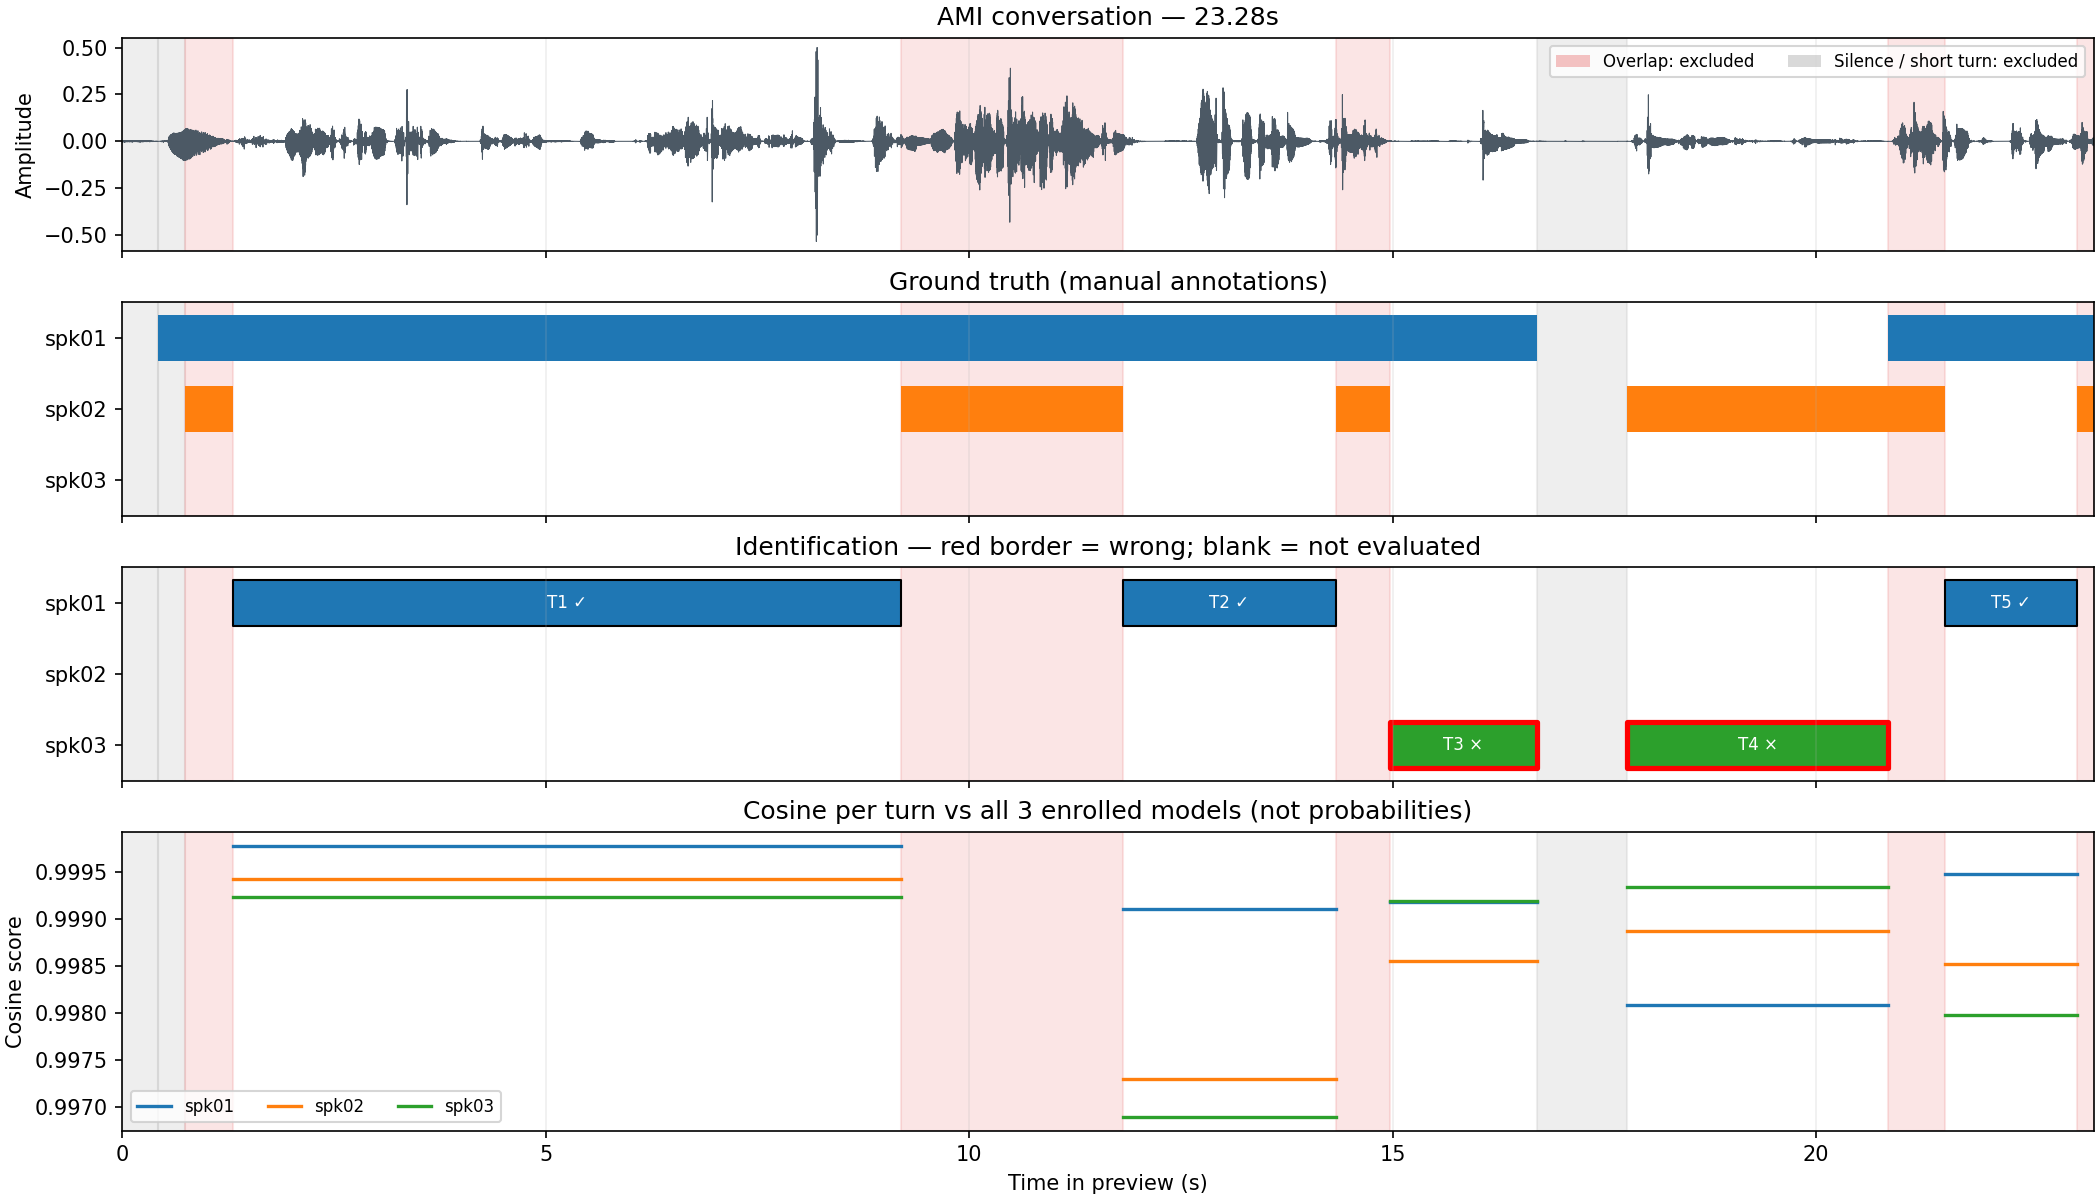 AMI conversation — 23.28s
0.50
0.25
0.00
−0.25
−0.50
Amplitude
Overlap: excluded
Silence / short turn: excluded
Ground truth (manual annotations)
spk01
spk02
spk03
Identification — red border = wrong; blank = not evaluated
spk01
spk02
spk03
T1 ✓
T2 ✓
T5 ✓
T3 ×
T4 ×
Cosine per turn vs all 3 enrolled models (not probabilities)
0.9995
0.9990
0.9985
0.9980
0.9975
0.9970
Cosine score
spk01
spk02
spk03
0
5
10
15
20
Time in preview (s)